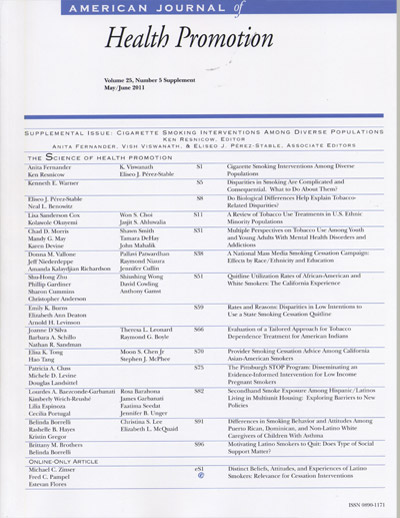 AMERICAN JOURNAL of
Health Promotion
Volume 25, Number 5 Supplement
May/June 2011
SUPPLEMENTAL ISSUE: CIGARETTE SMOKING INTERVENTIONS AMONG DIVERSE POPULATIONS
KEN RESNICOW, EDITOR
ANITA FERNANDER, VISH VISWANATH, & ELISEO J. PÉREZ-STABLE, ASSOCIATE EDITORS
THE SCIENCE OF HEALTH PROMOTION
Anita Fernander K. Viswanath S1 Cigarette Smoking Interventions Among Diverse
Ken Resnicow Eliseo J. Pérez-Stable Populations
Kenneth E. Warner S5 Disparities in Smoking Are Complicated and
Consequential. What to Do About Them?
Eliseo J. Pérez-Stable S8 Do Biological Differences Help Explain Tobacco-
Neal L. Benowitz Related Disparities?
Lisa Sanderson Cox Won S. Choi S11 A Review of Tobacco Use Treatments in U.S. Ethnic
Kolawole Okuyemi Jasjit S. Ahluwalia Minority Populations
Chad D. Morris Shawn Smith S31 Multiple Perspectives on Tobacco Use Among Youth
Mandy G. May Tamara DeHay and Young Adults With Mental Health Disorders and
Karen Devine John Mahalik Addictions
Donna M. Vallone Pallavi Patwardhan S38 A National Mass Media Smoking Cessation Campaign:
Jeff Niederdeppe Raymond Niaura Effects by Race/Ethnicity and Education
Amanda Kalaydjian Richardson Jennifer Cullen
Shu-Hong Zhu Shiushing Wong S51 Quitline Utilization Rates of African-American and
Phillip Gardiner David Cowling White Smokers: The California Experience
Sharon Cummins Anthony Gamst
Christopher Anderson
Emily K. Burns S59 Rates and Reasons: Disparities in Low Intentions to
Elizabeth Ann Deaton Use a State Smoking Cessation Quitline
Arnold H. Levinson
Joanne D'Silva Theresa L. Leonard S66 Evaluation of a Tailored Approach for Tobacco
Barbara A. Schillo Raymond G. Boyle Dependence Treatment for American Indians
Nathan R. Sandman
Elisa K. Tong Moon S. Chen Jr S70 Provider Smoking Cessation Advice Among California
Hao Tang Stephen J. McPhee Asian-American Smokers
Patricia A. Cluss S75 The Pittsburgh STOP Program: Disseminating an
Michele D. Levine Evidence-Informed Intervention for Low Income
Douglas Landsittel Pregnant Smokers
Lourdes A. Baezconde-Garbanati Rosa Barahona S82 Secondhand Smoke Exposure Among Hispanic/Latinos
Kimberly Weich-Reushé James Garbanati Living in Multiunit Housing: Exploring Barriers to New
Lilia Espinoza Faatima Seedat Policies
Cecilia Portugal Jennifer B. Unger
Belinda Borrelli Christina S. Lee S91 Differences in Smoking Behavior and Attitudes Among
Rashelle B. Hayes Elizabeth L. McQuaid Puerto Rican, Dominican, and Non-Latino White
Kristin Gregor Caregivers of Children With Asthma
Brittany M. Brothers S96 Motivating Latino Smokers to Quit: Does Type of Social
Belinda Borrelli Support Matter?
ONLINE-ONLY ARTICLE
Michael C. Zinser eS1 Distinct Beliefs, Attitudes, and Experiences of Latino
Fred C. Pampel Smokers: Relevance for Cessation Interventions
Estevan Flores
ISSN 0890-1171